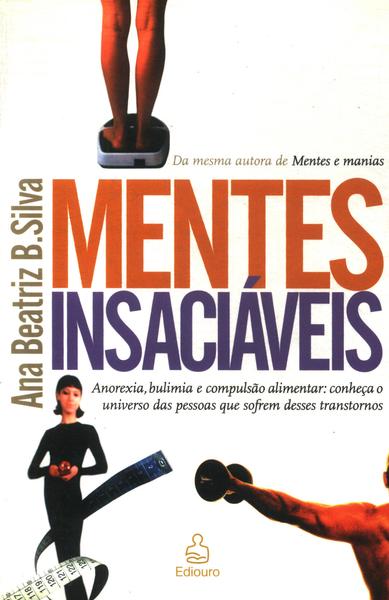 Da mesma autora de Mentes e manias
Ana Beatriz B.Silva
MENTES
INSACIÁVEIS
Anorexia, bulimia e compulsão alimentar: conheça o
universo das pessoas que sofrem desses transtornos
Ediouro